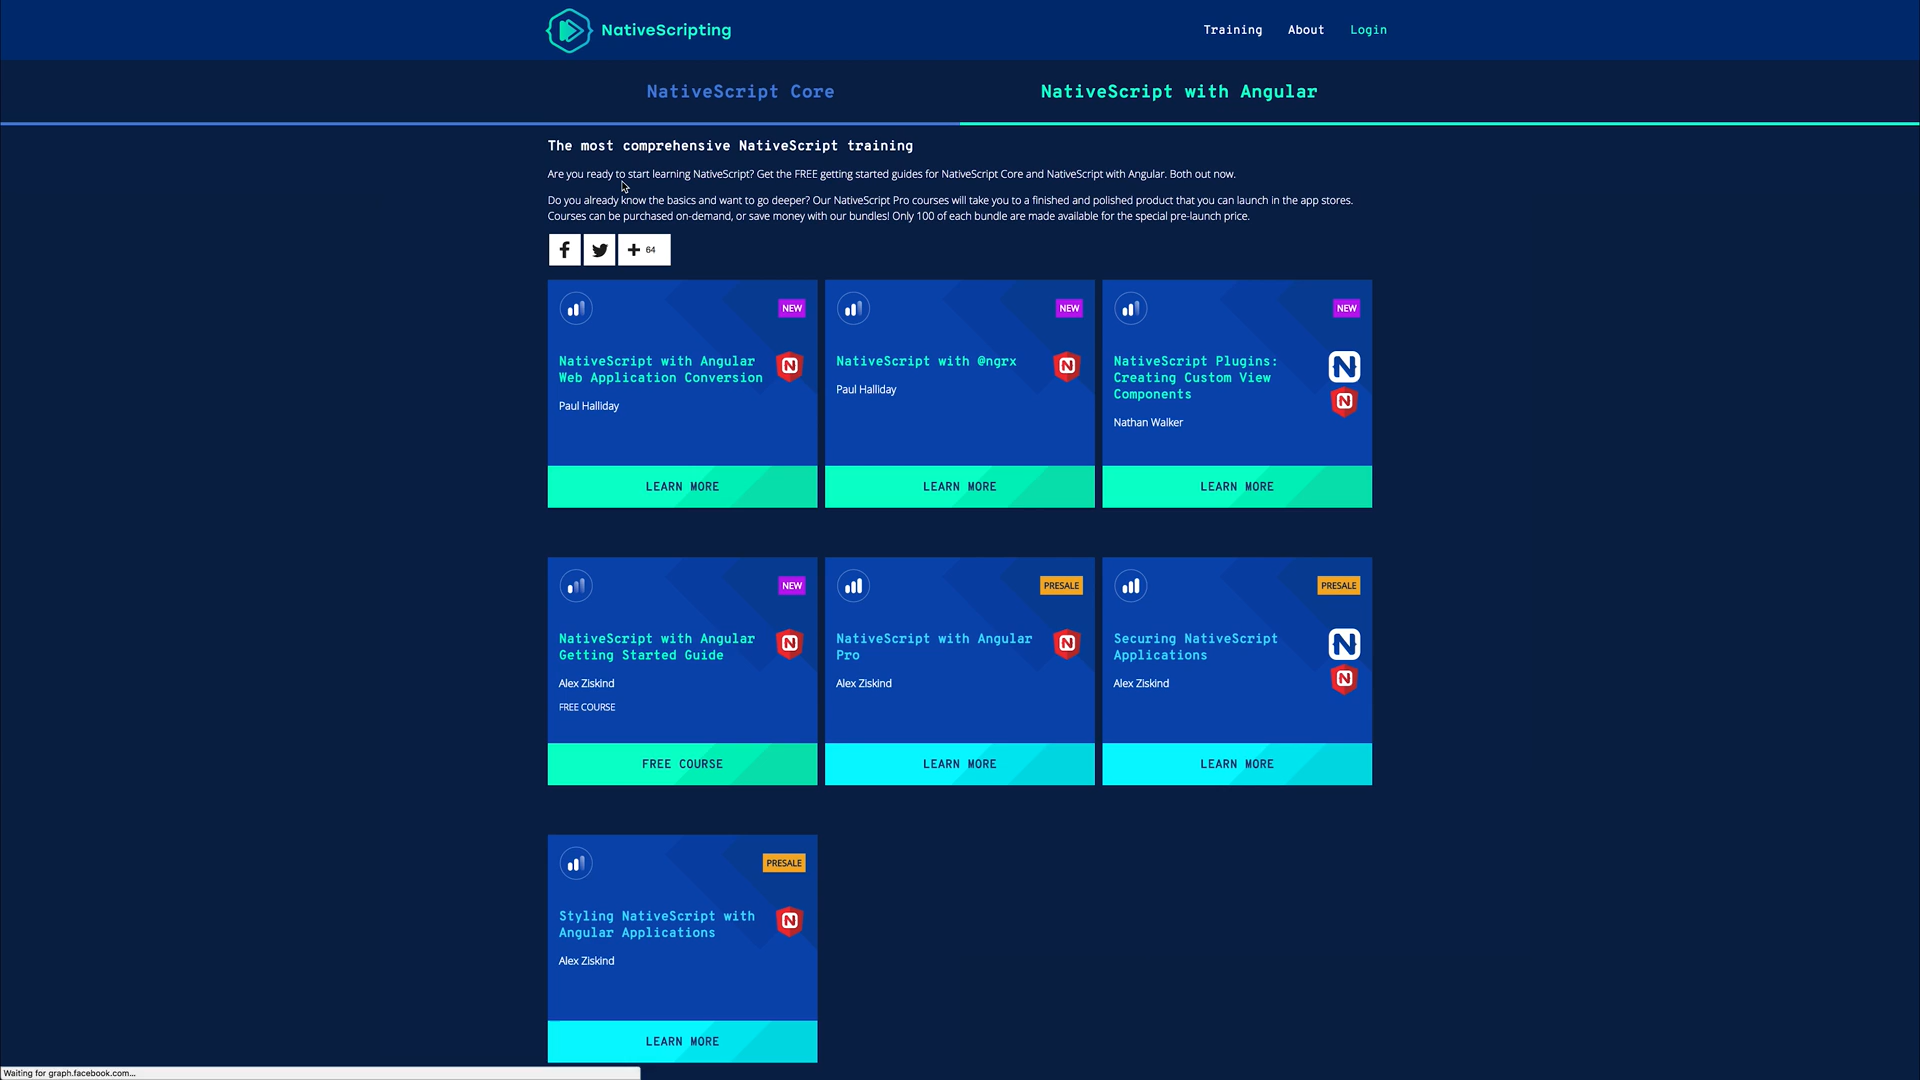 NativeScripting
Training About Login
NativeScript Core
NativeScript with Angular
The most comprehensive NativeScript training
Are you ready to start learning NativeScript? Get the FREE getting started guides for NativeScript Core and NativeScript with Angular. Both out now.
Do you already know the basics and want to go deeper? Our NativeScript Pro courses will take you to a finished and polished product that you can launch in the app stores.
Courses can be purchased on-demand, or save money with our bundles! Only 100 of each bundle are made available for the special pre-launch price.
64
NEW
NativeScript with Angular
Web Application Conversion
Paul Halliday
LEARN MORE
NEW
NativeScript with @ngrx
Paul Halliday
LEARN MORE
NEW
NativeScript Plugins:
Creating Custom View
Components
Nathan Walker
LEARN MORE
NEW
NativeScript with Angular
Getting Started Guide
Alex Ziskind
FREE COURSE
FREE COURSE
PRESALE
NativeScript with Angular
Pro
Alex Ziskind
LEARN MORE
PRESALE
Securing NativeScript
Applications
Alex Ziskind
LEARN MORE
PRESALE
Styling NativeScript with
Angular Applications
Alex Ziskind
LEARN MORE
Waiting for graph.facebook.com...